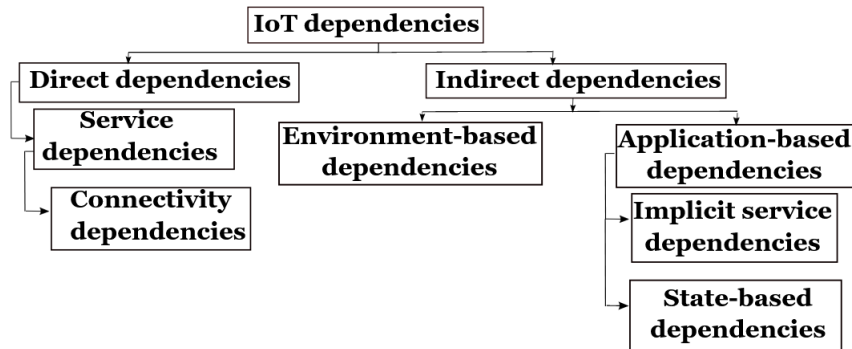 IoT dependencies
Direct dependencies
Indirect dependencies
Service
dependencies
Connectivity
dependencies
Environment-based
dependencies
Application-based
dependencies
Implicit service
dependencies
State-based
dependencies